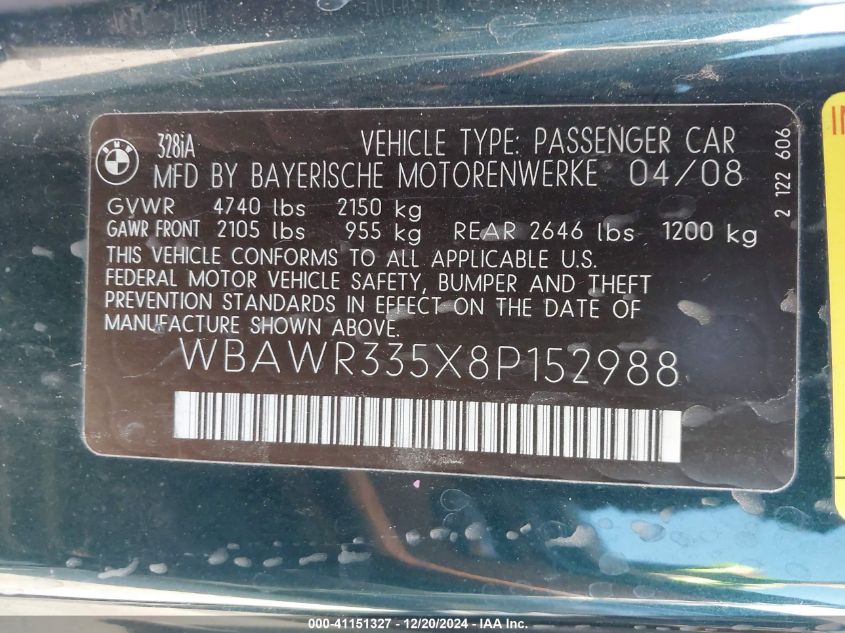 BMW
328iA VEHICLE TYPE: PASSENGER CAR
MFD BY BAYERISCHE MOTORENWERKE 04/08
GVWR 4740 lbs 2150 kg
GAWR FRONT 2105 lbs 955 kg REAR 2646 lbs 1200 kg
THIS VEHICLE CONFORMS TO ALL APPLICABLE U.S.
FEDERAL MOTOR VEHICLE SAFETY, BUMPER AND THEFT
PREVENTION STANDARDS IN EFFECT ON THE DATE OF
MANUFACTURE SHOWN ABOVE.
WBAWR335X8P152988
2 122 606
000-41151327 - 12/20/2024 - IAA Inc.